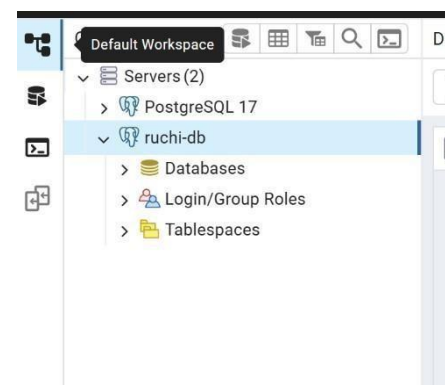 Default Workspace
D
Servers (2)
PostgreSQL 17
ruchi-db
Databases
Login/Group Roles
Tablespaces